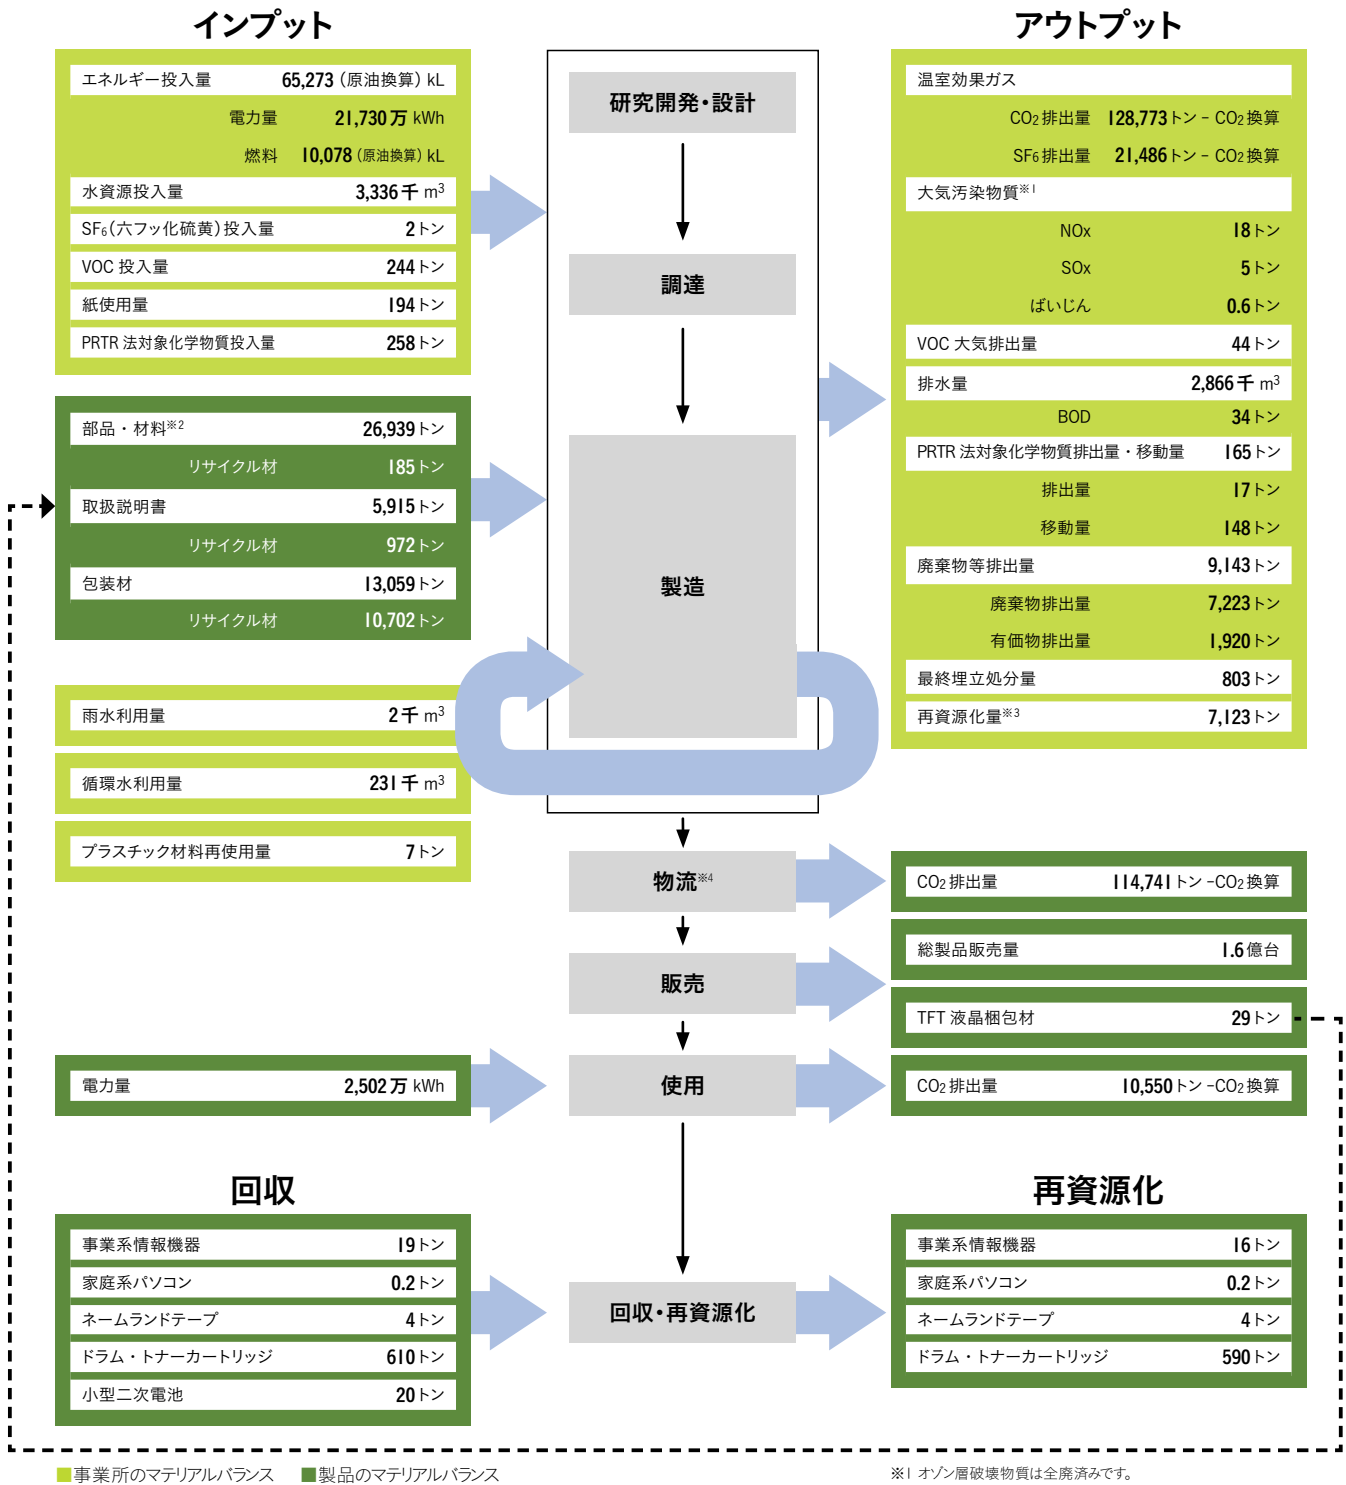 インプット
エネルギー投入量 65,273（原油換算）kL
電力量 21,730万 kWh
燃料 10,078（原油換算）kL
水資源投入量 3,336千 m3
SF6（六フッ化硫黄）投入量 2トン
VOC 投入量 244トン
紙使用量 194トン
PRTR 法対象化学物質投入量 258トン
部品・材料※2 26,939トン
リサイクル材 185トン
取扱説明書 5,915トン
リサイクル材 972トン
包装材 13,059トン
リサイクル材 10,702トン
雨水利用量 2千 m3
循環水利用量 231千 m3
プラスチック材料再使用量 7トン
電力量 2,502万 kWh
研究開発・設計
調達
製造
物流※4
販売
使用
回収・再資源化
アウトプット
温室効果ガス
CO2 排出量 128,773トン－CO2 換算
SF6 排出量 21,486トン－CO2 換算
大気汚染物質※1
NOx 18トン
SOx 5トン
ばいじん 0.6トン
VOC 大気排出量 44トン
排水量 2,866千 m3
BOD 34トン
PRTR 法対象化学物質排出量・移動量 165トン
排出量 17トン
移動量 148トン
廃棄物等排出量 9,143トン
廃棄物排出量 7,223トン
有価物排出量 1,920トン
最終埋立処分量 803トン
再資源化量※3 7,123トン
CO2 排出量 114,741トン－CO2 換算
総製品販売量 1.6億台
TFT 液晶梱包材 29トン
CO2 排出量 10,550トン－CO2 換算
回収
事業系情報機器 19トン
家庭系パソコン 0.2トン
ネームランドテープ 4トン
ドラム・トナーカートリッジ 610トン
小型二次電池 20トン
再資源化
事業系情報機器 16トン
家庭系パソコン 0.2トン
ネームランドテープ 4トン
ドラム・トナーカートリッジ 590トン
事業所のマテリアルバランス 製品のマテリアルバランス
※1 オゾン層破壊物質は全廃済みです。